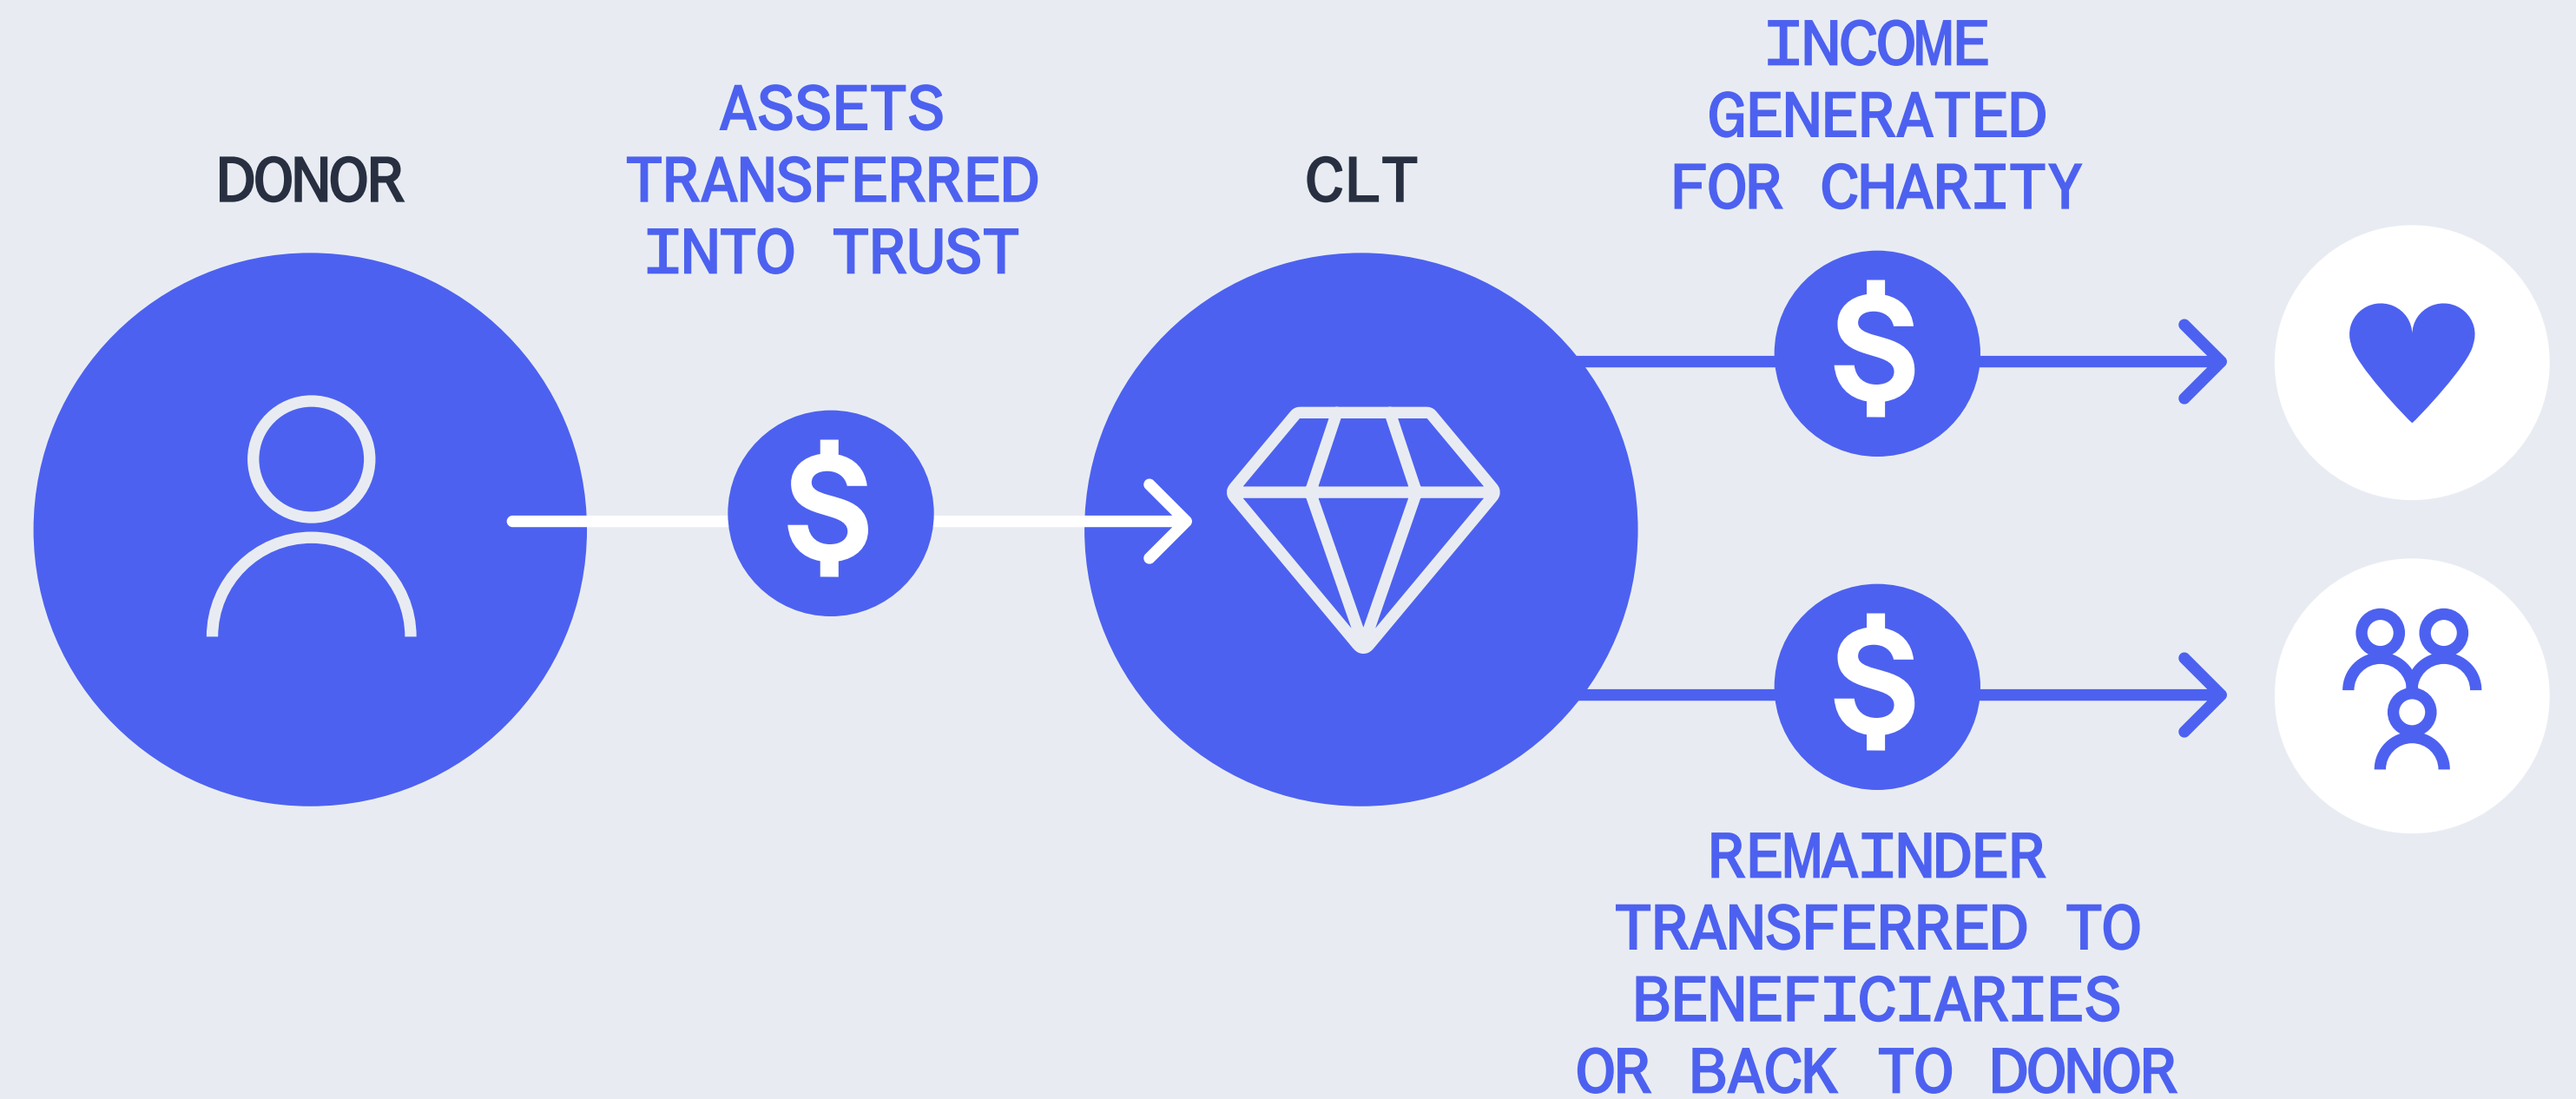 DONOR
ASSETS
TRANSFERRED
INTO TRUST
$
CLT
INCOME
GENERATED
FOR CHARITY
$
$
REMAINDER
TRANSFERRED TO
BENEFICIARIES
OR BACK TO DONOR